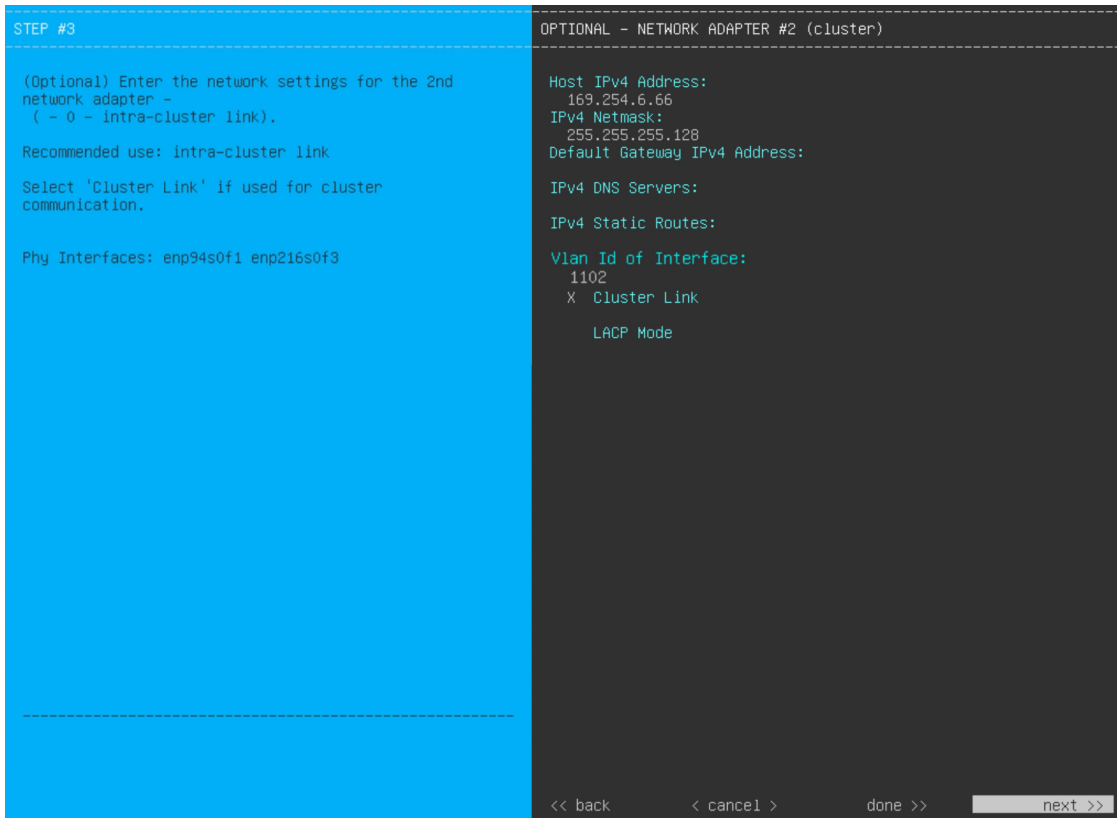 STEP #3
(Optional) Enter the network settings for the 2nd
network adapter -
( - 0 - intra-cluster link).
Recommended use: intra-cluster link
Select 'Cluster Link' if used for cluster
communication.
Phy Interfaces: enp94s0f1 enp216s0f3
OPTIONAL - NETWORK ADAPTER #2 (cluster)
Host IPv4 Address:
169.254.6.66
IPv4 Netmask:
255.255.255.128
Default Gateway IPv4 Address:
IPv4 DNS Servers:
IPv4 Static Routes:
Vlan Id of Interface:
1102
X Cluster Link
LACP Mode
<< back < cancel > done >> next >>